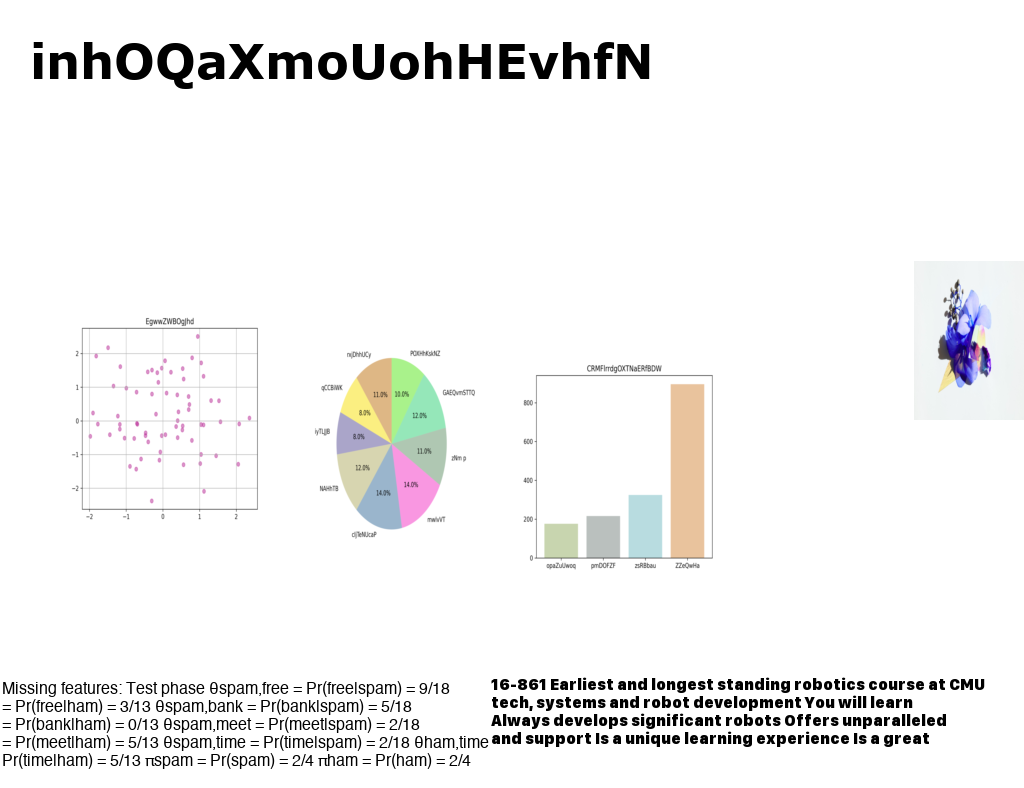 inhOQaXmoUohHEvhfN
EgwwZWBOgJhd
2
1
0
−1
−2
−2 −1 0 1 2
nxjDhhUCy
POXHhKskNZ
qCCBiWK
GAEQvmSTTO
iyTLJJB
zNm p
NAHhTB
mwivVT
cIJTeNUcaP
11.0% 10.0%
8.0% 12.0%
8.0% 11.0%
12.0% 14.0%
14.0%
CRMFIrrdgOXTNaERfBDW
800
600
400
200
0
opaZuUwoq pmDOFZF zsRBbau ZZeQwHa
Missing features: Test phase θspam,free = Pr(free|spam) = 9/18
= Pr(free|ham) = 3/13 θspam,bank = Pr(bank|spam) = 5/18
= Pr(bank|ham) = 0/13 θspam,meet = Pr(meet|spam) = 2/18
= Pr(meet|ham) = 5/13 θspam,time = Pr(time|spam) = 2/18 θham,time
Pr(time|ham) = 5/13 πspam = Pr(spam) = 2/4 πham = Pr(ham) = 2/4
16-861 Earliest and longest standing robotics course at CMU
tech, systems and robot development You will learn
Always develops significant robots Offers unparalleled
and support Is a unique learning experience Is a great